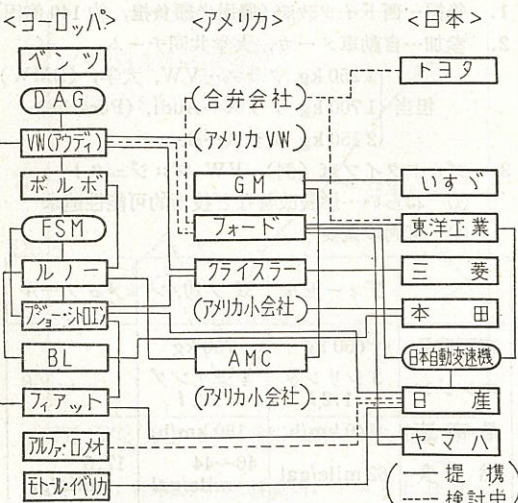 <ヨーロッパ>
ベンツ
DAG
VW(アウディ)
ボルボ
FSM
ルノー
プジョー・シトロエン
BL
フィアット
アルファ・ロメオ
モトール・イベリカ
<アメリカ>
(合弁会社)
(アメリカVW)
GM
フォード
クライスラー
(アメリカ小会社)
AMC
(アメリカ小会社)
<日本>
トヨタ
いすゞ
東洋工業
三菱
本田
日本自動変速機
日産
ヤマハ
(—提携
----検討中)